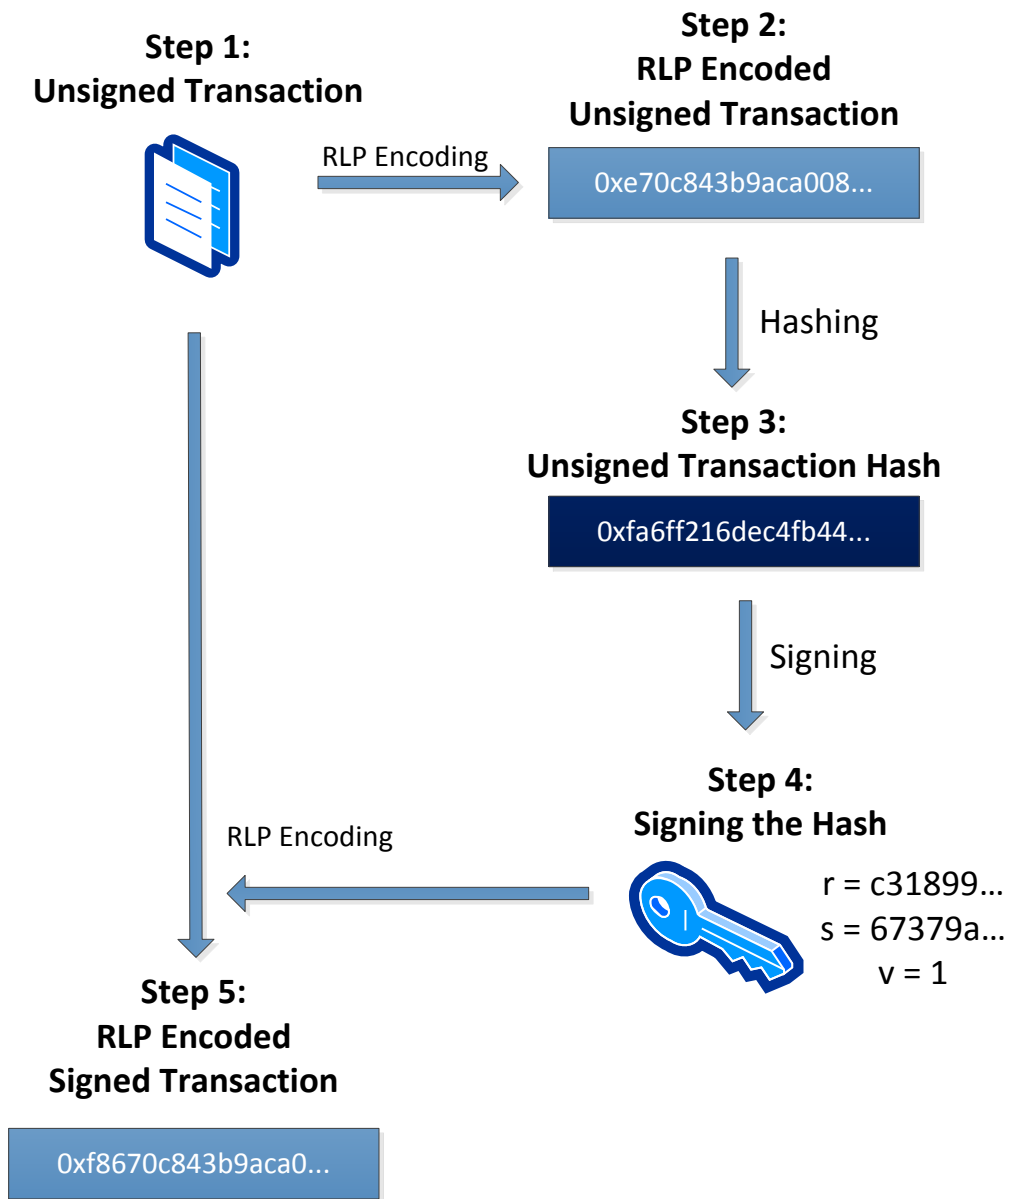 Step 1:
Unsigned Transaction
RLP Encoding
Step 2:
RLP Encoded
Unsigned Transaction
0xe70c843b9aca008...
Hashing
Step 3:
Unsigned Transaction Hash
0xfa6ff216dec4fb44...
Signing
Step 4:
Signing the Hash
r = c31899...
s = 67379a...
v = 1
RLP Encoding
Step 5:
RLP Encoded
Signed Transaction
0xf8670c843b9aca0...